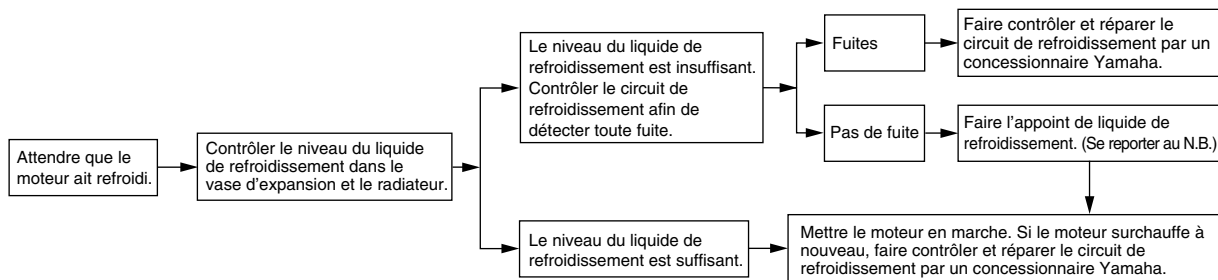 Attendre que le
moteur ait refroidi.
Contrôler le niveau du liquide
de refroidissement dans le
vase d'expansion et le radiateur.
Le niveau du liquide de
refroidissement est insuffisant.
Contrôler le circuit de
refroidissement afin de
détecter toute fuite.
Fuites
Faire contrôler et réparer le
circuit de refroidissement par un
concessionnaire Yamaha.
Pas de fuite
Faire l'appoint de liquide de
refroidissement. (Se reporter au N.B.)
Le niveau du liquide de
refroidissement est suffisant.
Mettre le moteur en marche. Si le moteur surchauffe à
nouveau, faire contrôler et réparer le circuit de
refroidissement par un concessionnaire Yamaha.